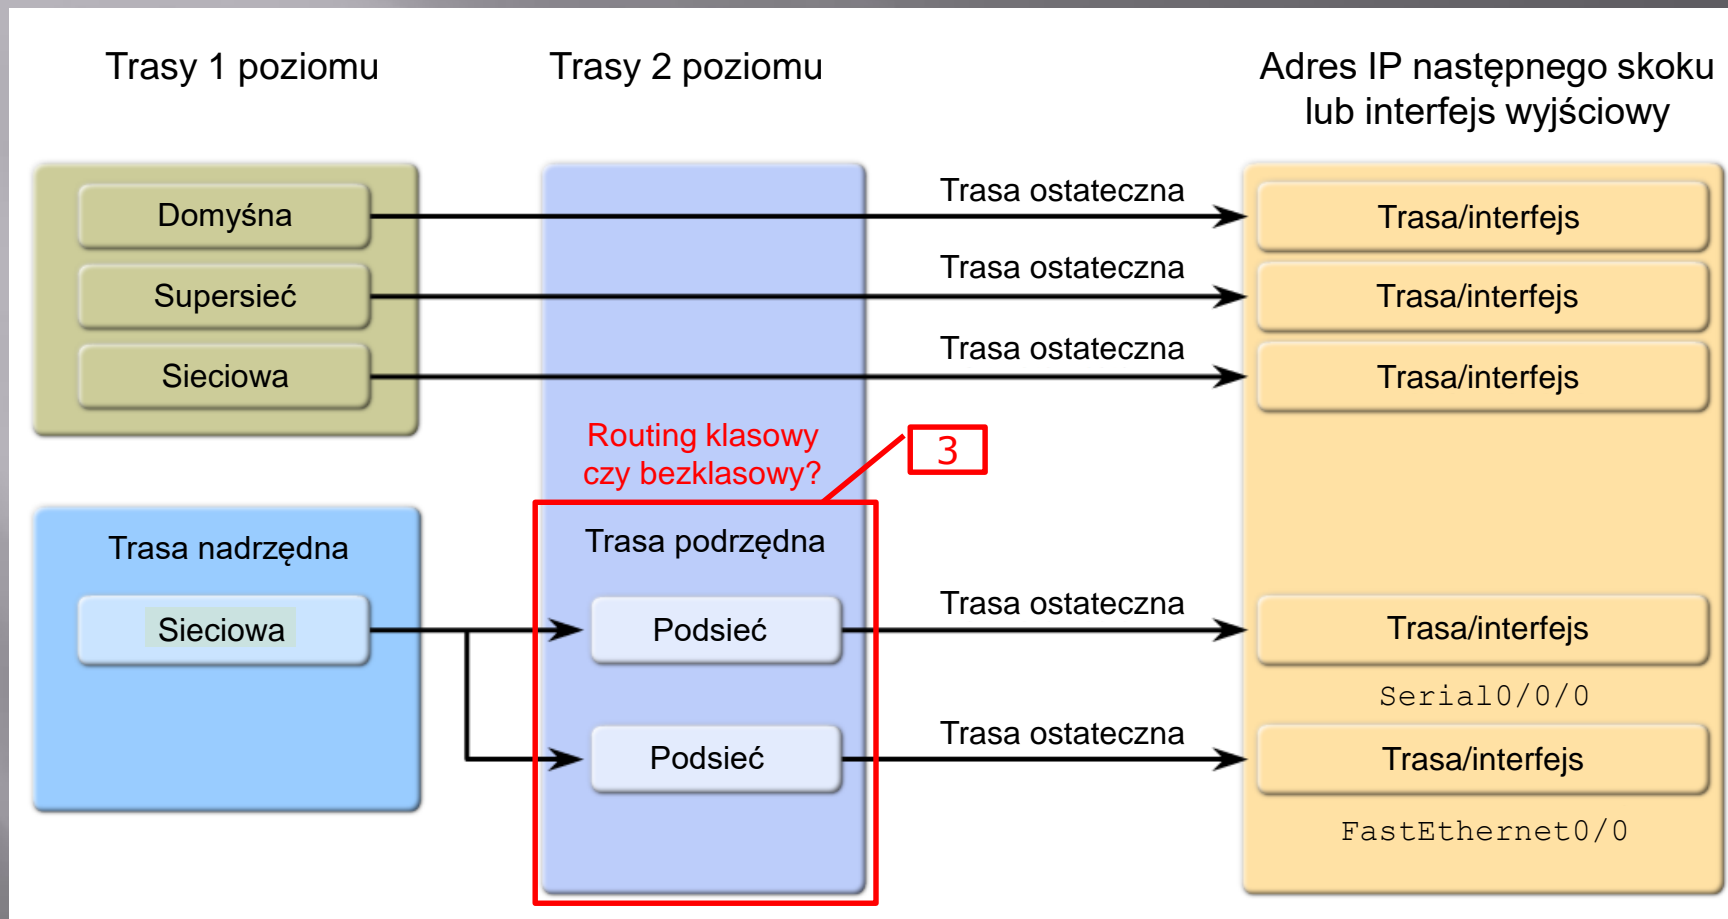 Trasy 1 poziomu
Trasy 2 poziomu
Adres IP następnego skoku
lub interfejs wyjściowy
Domyśna
Trasa ostateczna
Trasa/interfejs
Supersieć
Trasa ostateczna
Trasa/interfejs
Sieciowa
Trasa ostateczna
Trasa/interfejs
Routing klasowy
czy bezklasowy?
3
Trasa nadrzędna
Trasa podrzędna
Sieciowa
Podsieć
Trasa ostateczna
Trasa/interfejs
Serial0/0/0
Podsieć
Trasa ostateczna
Trasa/interfejs
FastEthernet0/0